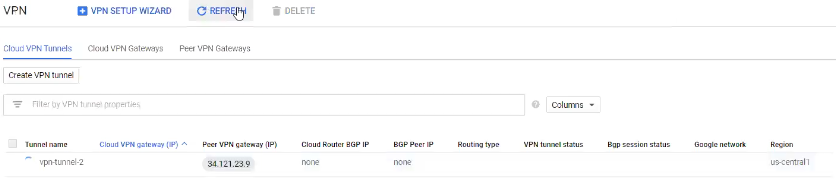 VPN VPN SETUP WIZARD REFRESH DELETE
Cloud VPN Tunnels Cloud VPN Gateways Peer VPN Gateways
Create VPN tunnel
Filter by VPN tunnel properties Columns
Tunnel name Cloud VPN gateway (IP) Peer VPN gateway (IP) Cloud Router BGP IP BGP Peer IP Routing type VPN tunnel status Bgp session status Google network Region
vpn-tunnel-2 34.121.23.9 none none us-central1